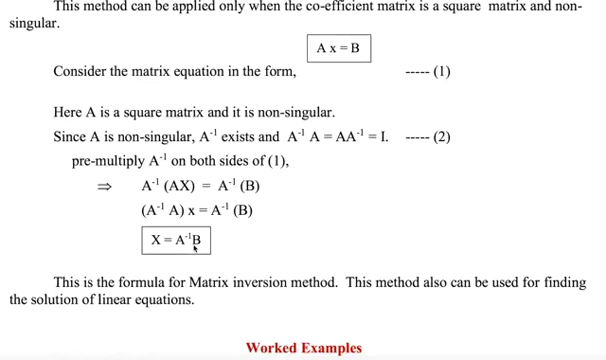 This method can be applied only when the co-efficient matrix is a square matrix and non-
singular.
A x = B
Consider the matrix equation in the form, ----- (1)
Here A is a square matrix and it is non-singular.
Since A is non-singular, A⁻¹ exists and A⁻¹ A = AA⁻¹ = I. ----- (2)
pre-multiply A⁻¹ on both sides of (1),
⇒ A⁻¹ (AX) = A⁻¹ (B)
(A⁻¹ A) x = A⁻¹ (B)
X = A⁻¹B
This is the formula for Matrix inversion method. This method also can be used for finding
the solution of linear equations.
Worked Examples